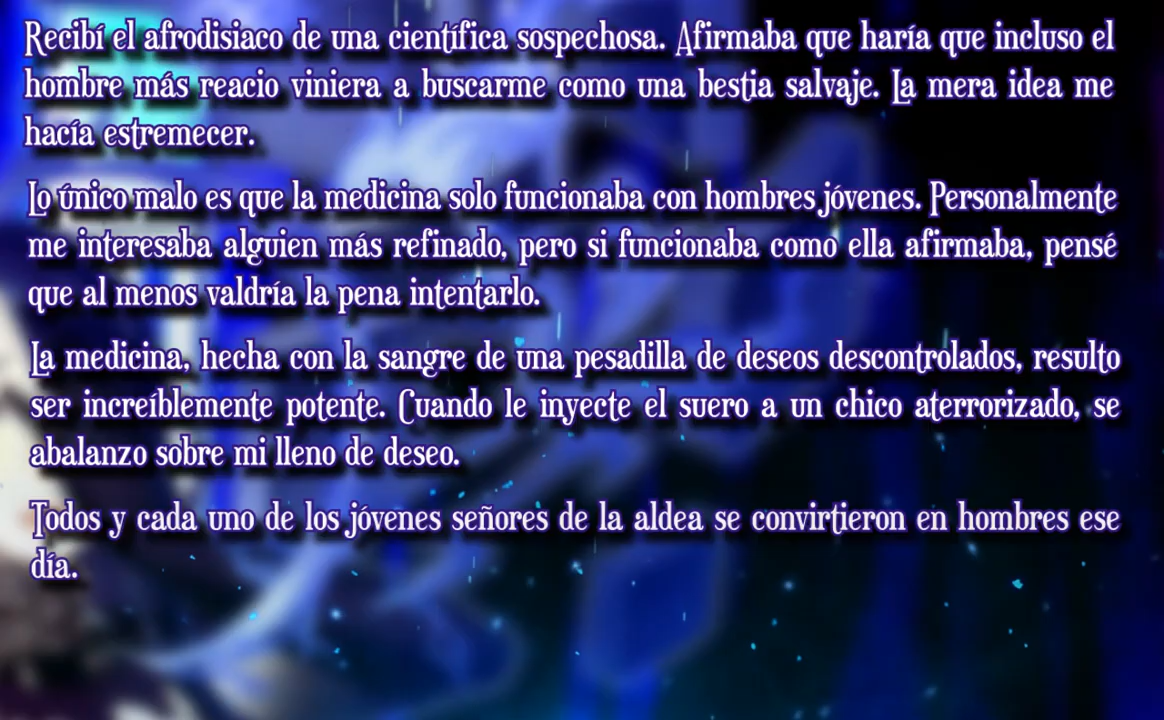 Recibí el afrodisiaco de una científica sospechosa. Afirmaba que haría que incluso el
hombre más reacio viniera a buscarme como una bestia salvaje. La mera idea me
hacía estremecer.
Lo único malo es que la medicina solo funcionaba con hombres jóvenes. Personalmente
me interesaba alguien más refinado, pero si funcionaba como ella afirmaba, pensé
que al menos valdría la pena intentarlo.
La medicina, hecha con la sangre de una pesadilla de deseos descontrolados, resulto
ser increíblemente potente. Cuando le inyecte el suero a un chico aterrorizado, se
abalanzo sobre mi lleno de deseo.
Todos y cada uno de los jóvenes señores de la aldea se convirtieron en hombres ese
día.